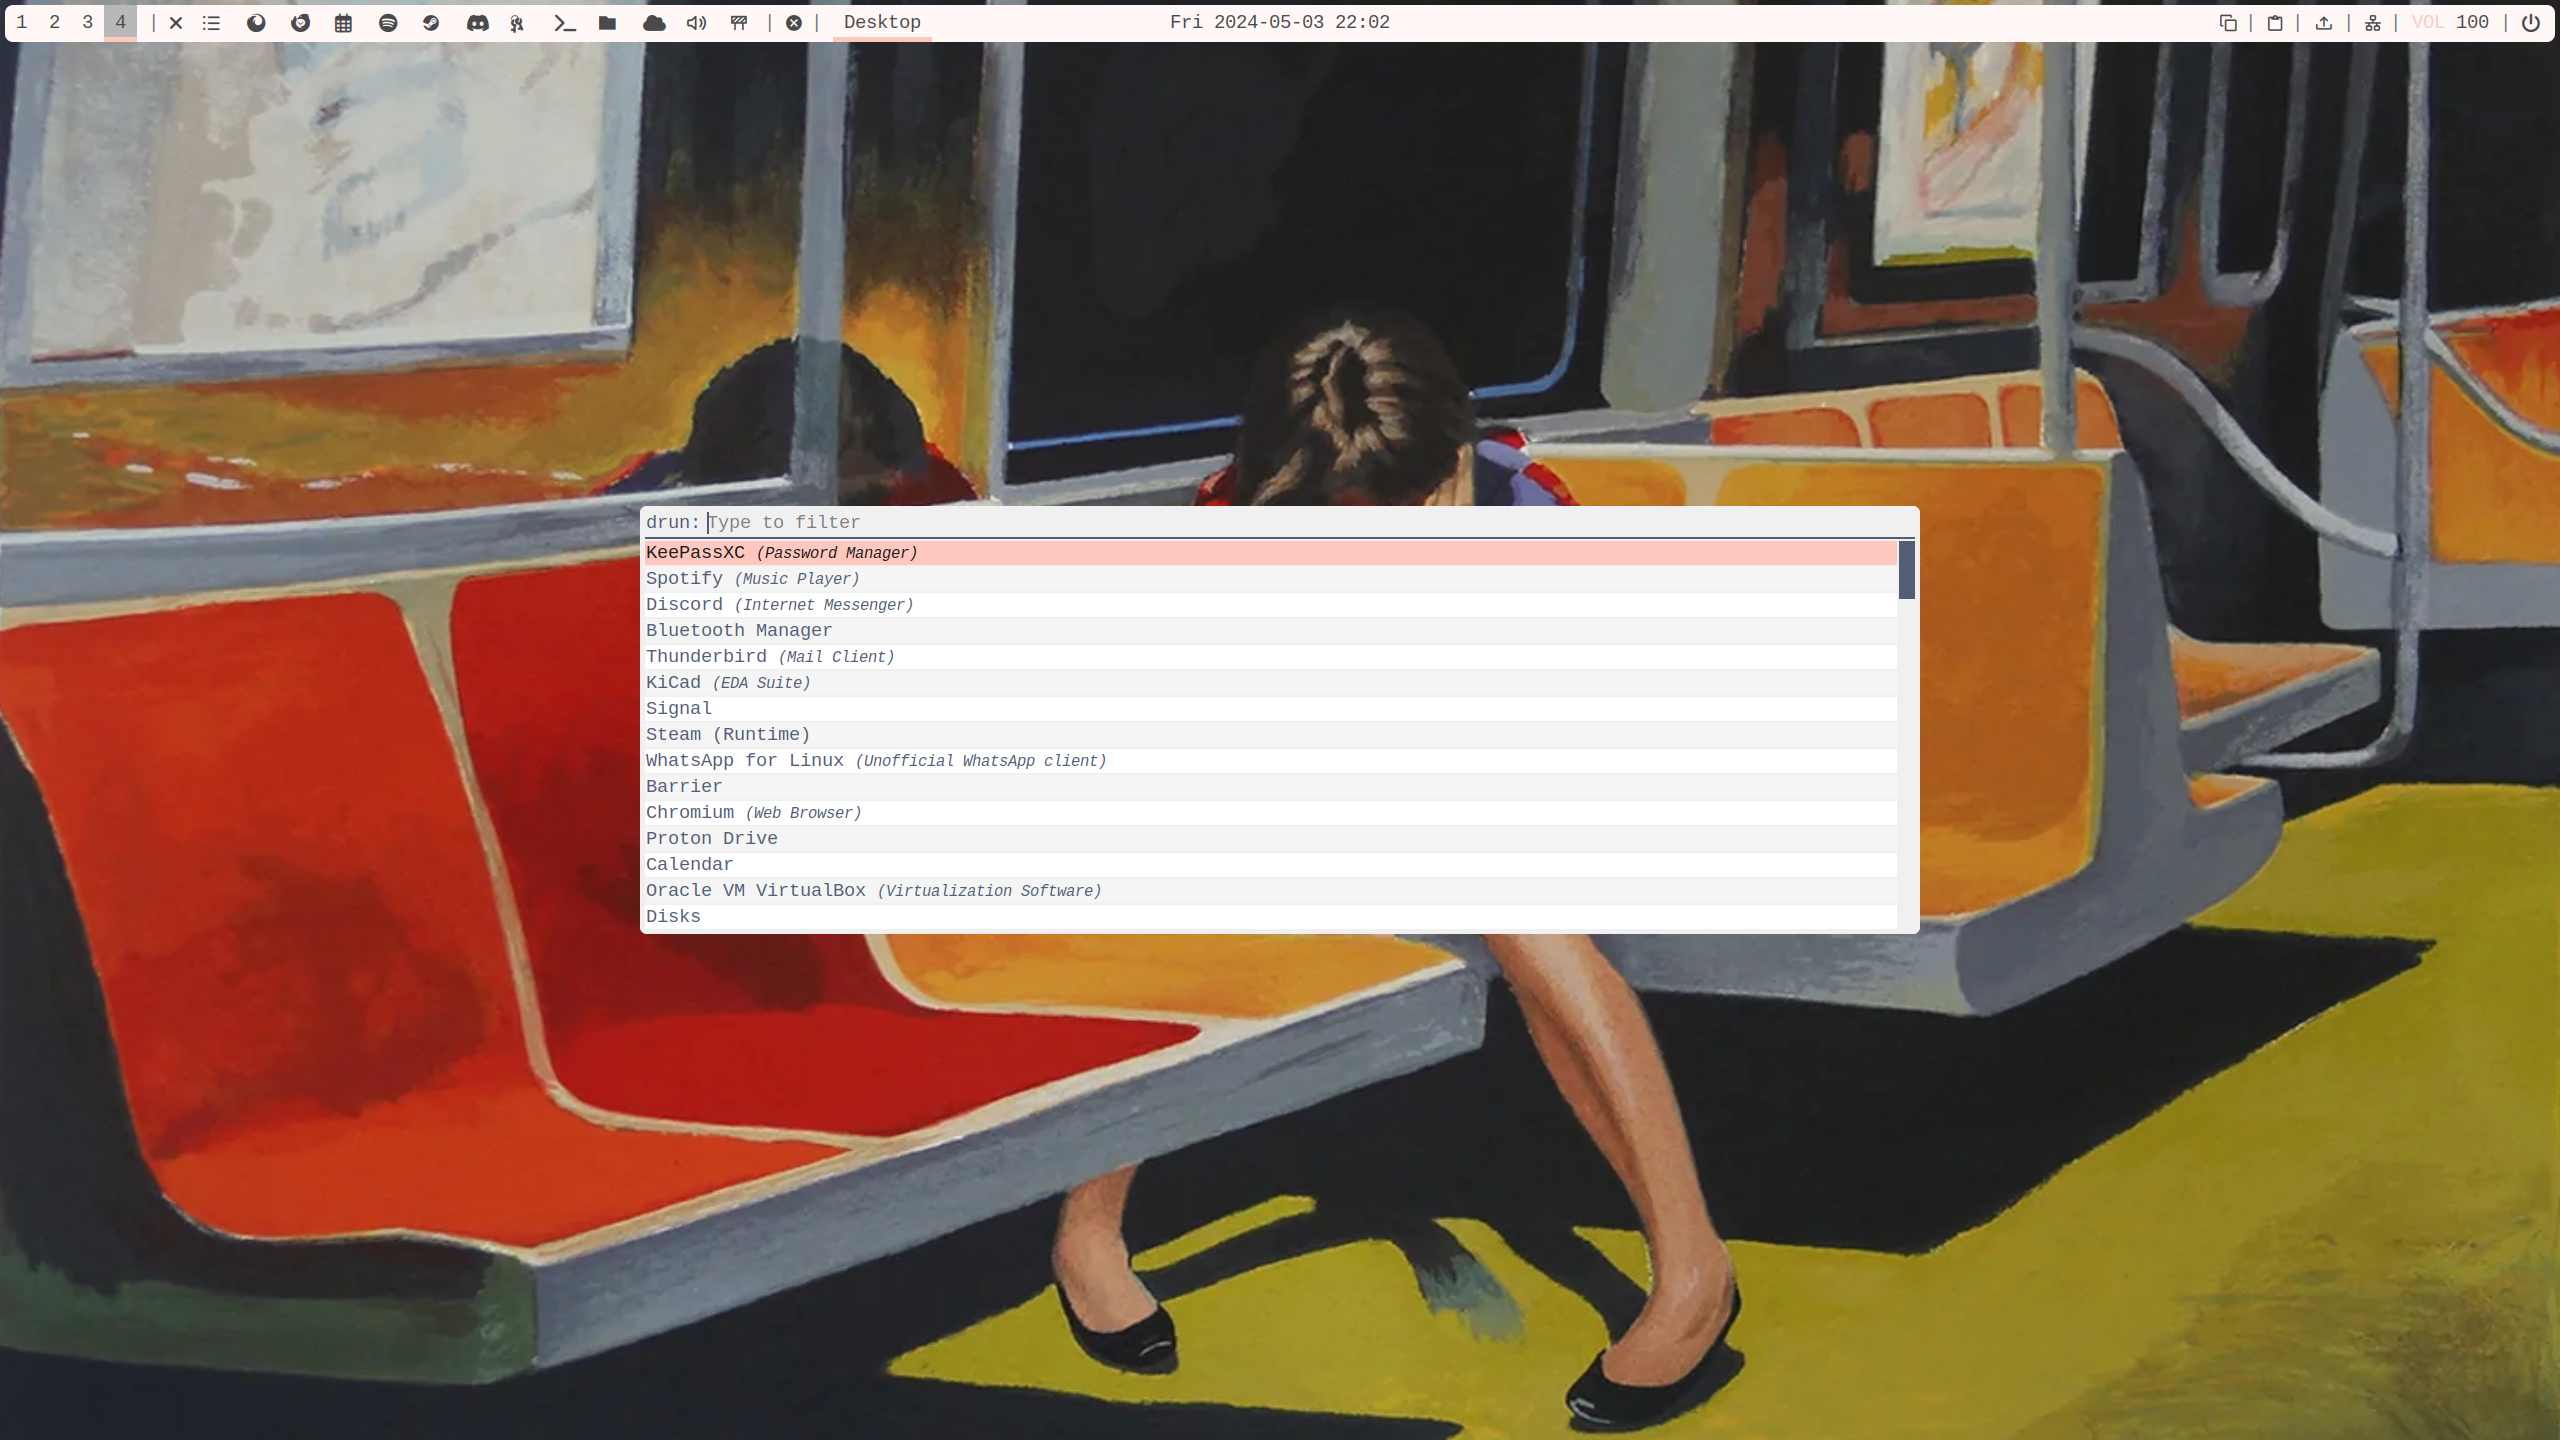 1 2 3 4 | | | Desktop Fri 2024-05-03 22:02 | | | | VOL 100 |
drun: Type to filter
KeePassXC (Password Manager)
Spotify (Music Player)
Discord (Internet Messenger)
Bluetooth Manager
Thunderbird (Mail Client)
KiCad (EDA Suite)
Signal
Steam (Runtime)
WhatsApp for Linux (Unofficial WhatsApp client)
Barrier
Chromium (Web Browser)
Proton Drive
Calendar
Oracle VM VirtualBox (Virtualization Software)
Disks